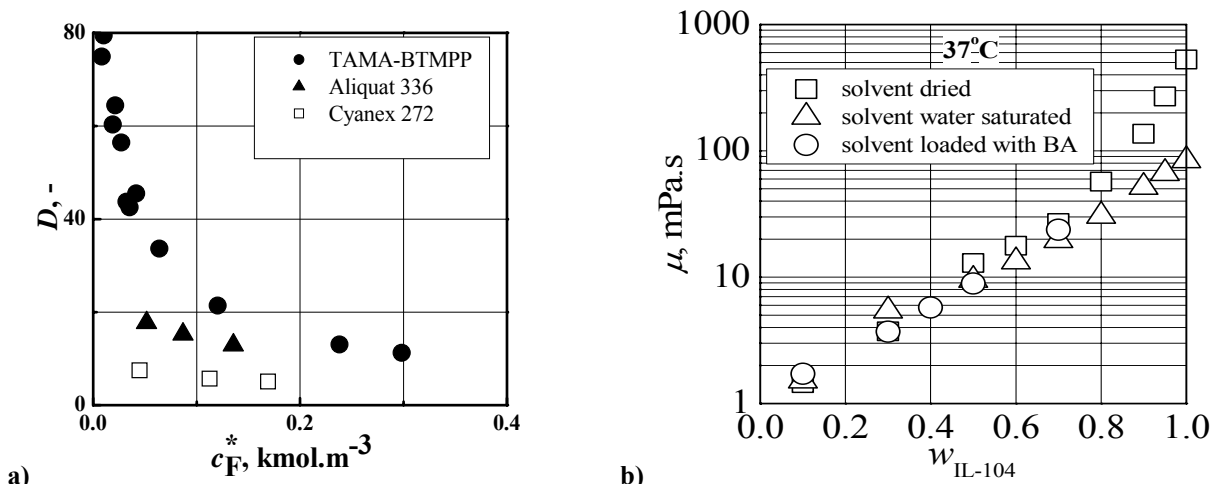 80
40
0
D, -
TAMA-BTMPP
Aliquat 336
Cyanex 272
0.0 0.2 0.4
c*F, kmol.m-3
a)
1000
100
10
1
μ, mPa.s
37oC
solvent dried
solvent water saturated
solvent loaded with BA
0.0 0.2 0.4 0.6 0.8 1.0
wIL-104
b)